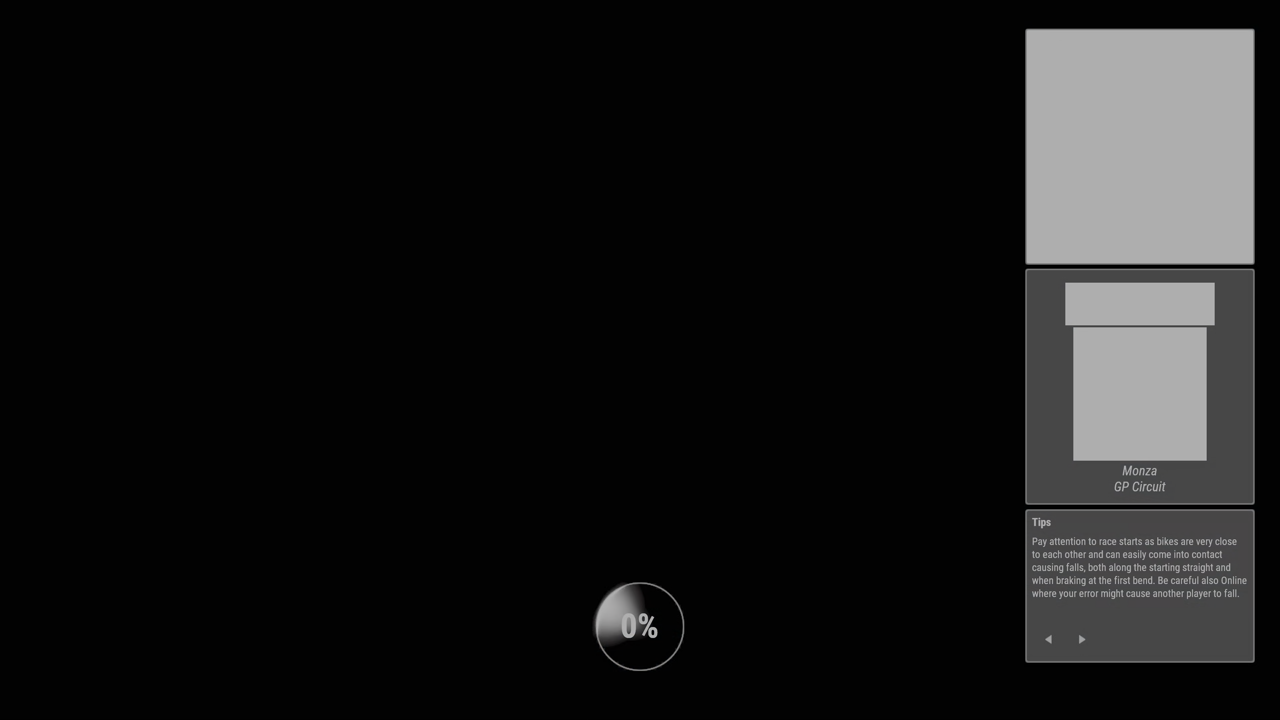 Monza
GP Circuit
Tips
Pay attention to race starts as bikes are very close
to each other and can easily come into contact
causing falls, both along the starting straight and
when braking at the first bend. Be careful also Online
where your error might cause another player to fall.
0%